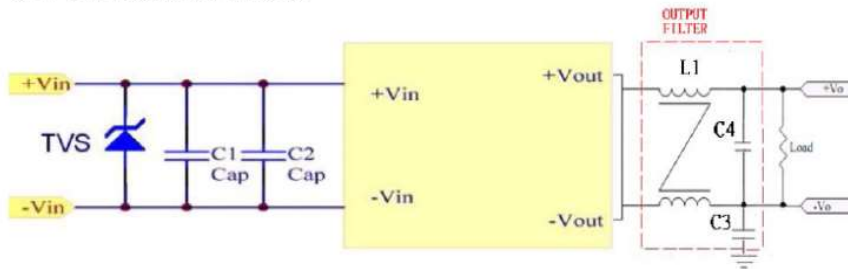 OUTPUT
FILTER
L1
+Vin
+Vin
+Vout
+Vo
TVS
C1
Cap
C2
Cap
C4
Load
-Vin
-Vin
-Vout
-Vo
C3